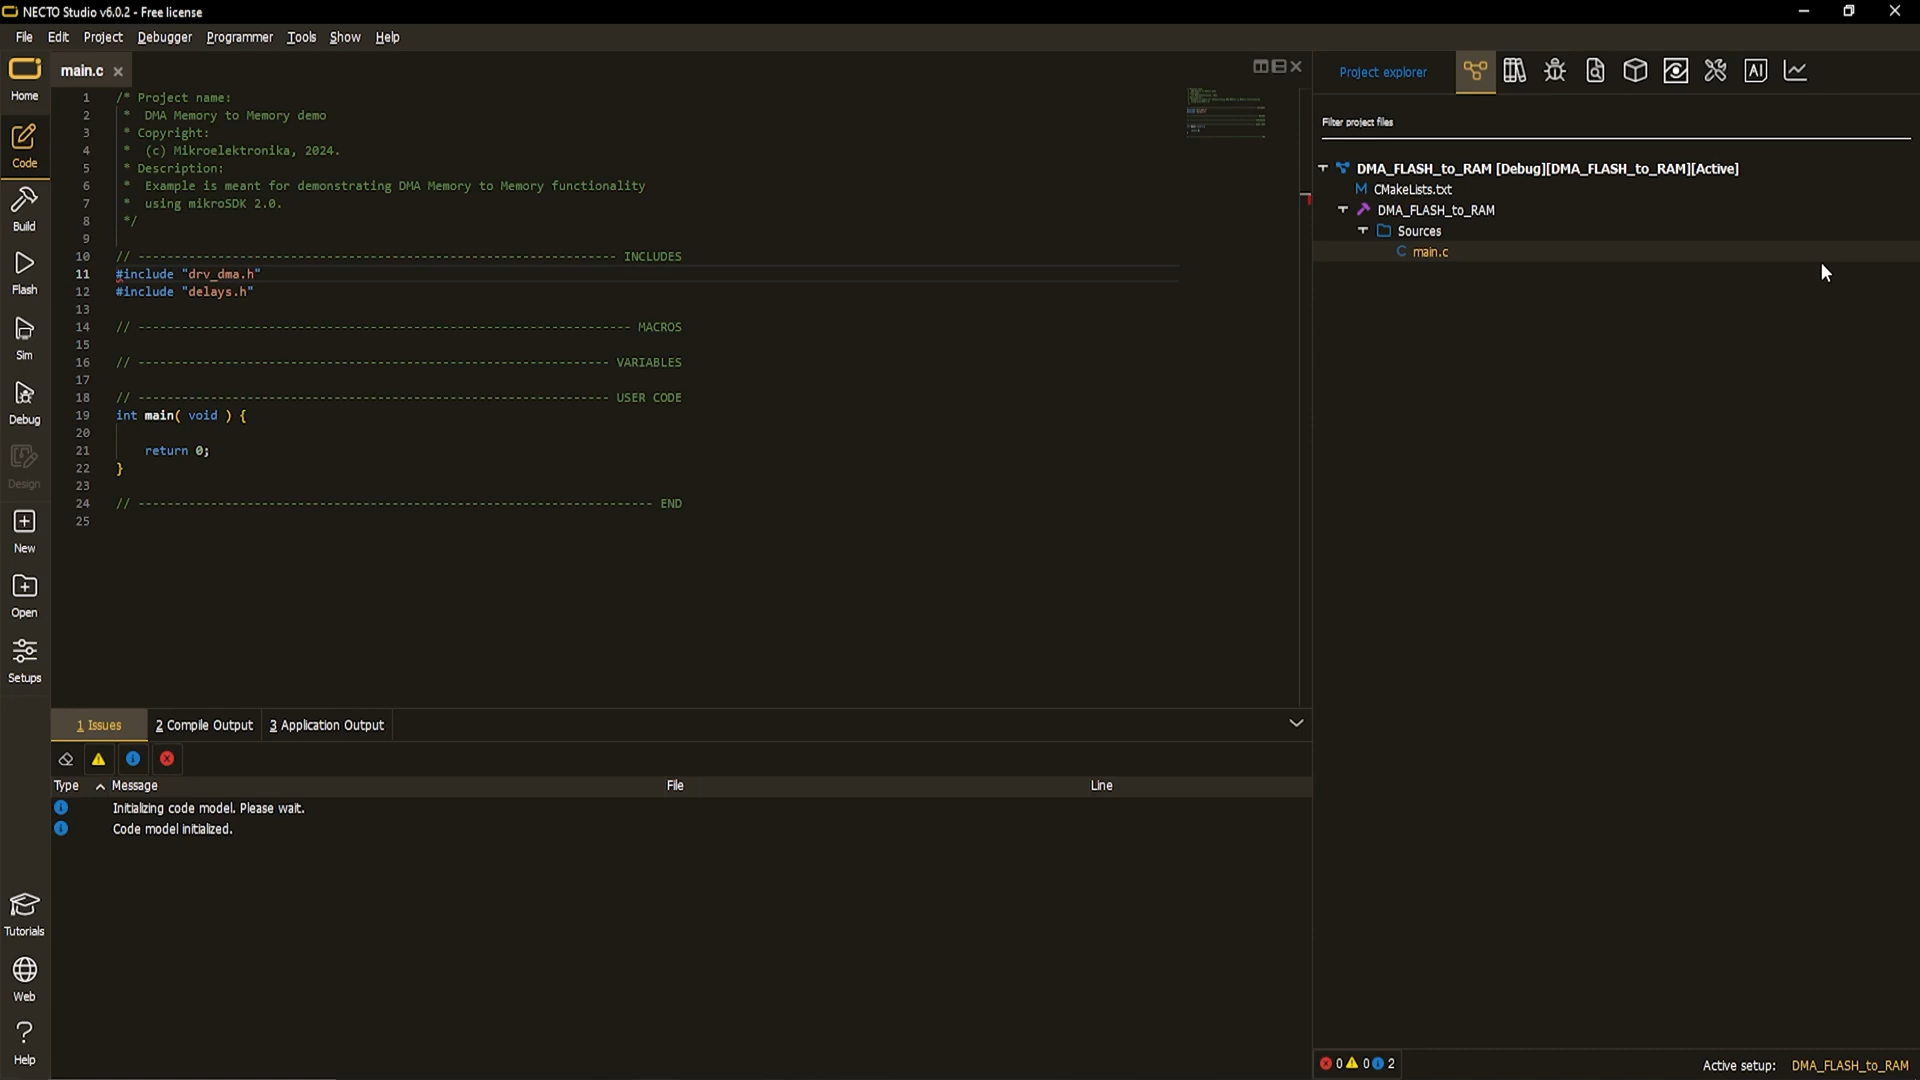 NECTO Studio v6.0.2 - Free license
File Edit Project Debugger Programmer Tools Show Help
Home
Code
Build
Flash
Sim
Debug
Design
New
Open
Setups
Tutorials
Web
Help
main.c
1 /* Project name:
2 * DMA Memory to Memory demo
3 * Copyright:
4 * (c) Mikroelektronika, 2024.
5 * Description:
6 * Example is meant for demonstrating DMA Memory to Memory functionality
7 * using mikroSDK 2.0.
8 */
9
10 // ------------------------------------------------------------------ INCLUDES
11 #include "drv_dma.h"
12 #include "delays.h"
13
14 // -------------------------------------------------------------------- MACROS
15
16 // ----------------------------------------------------------------- VARIABLES
17
18 // ----------------------------------------------------------------- USER CODE
19 int main( void ) {
20
21 return 0;
22 }
23
24 // ----------------------------------------------------------------------- END
25
1 Issues 2 Compile Output 3 Application Output
Type Message File Line
Initializing code model. Please wait.
Code model initialized.
Project explorer AI
Filter project files
DMA_FLASH_to_RAM [Debug][DMA_FLASH_to_RAM][Active]
M CMakeLists.txt
DMA_FLASH_to_RAM
Sources
C main.c
0 0 2 Active setup: DMA_FLASH_to_RAM